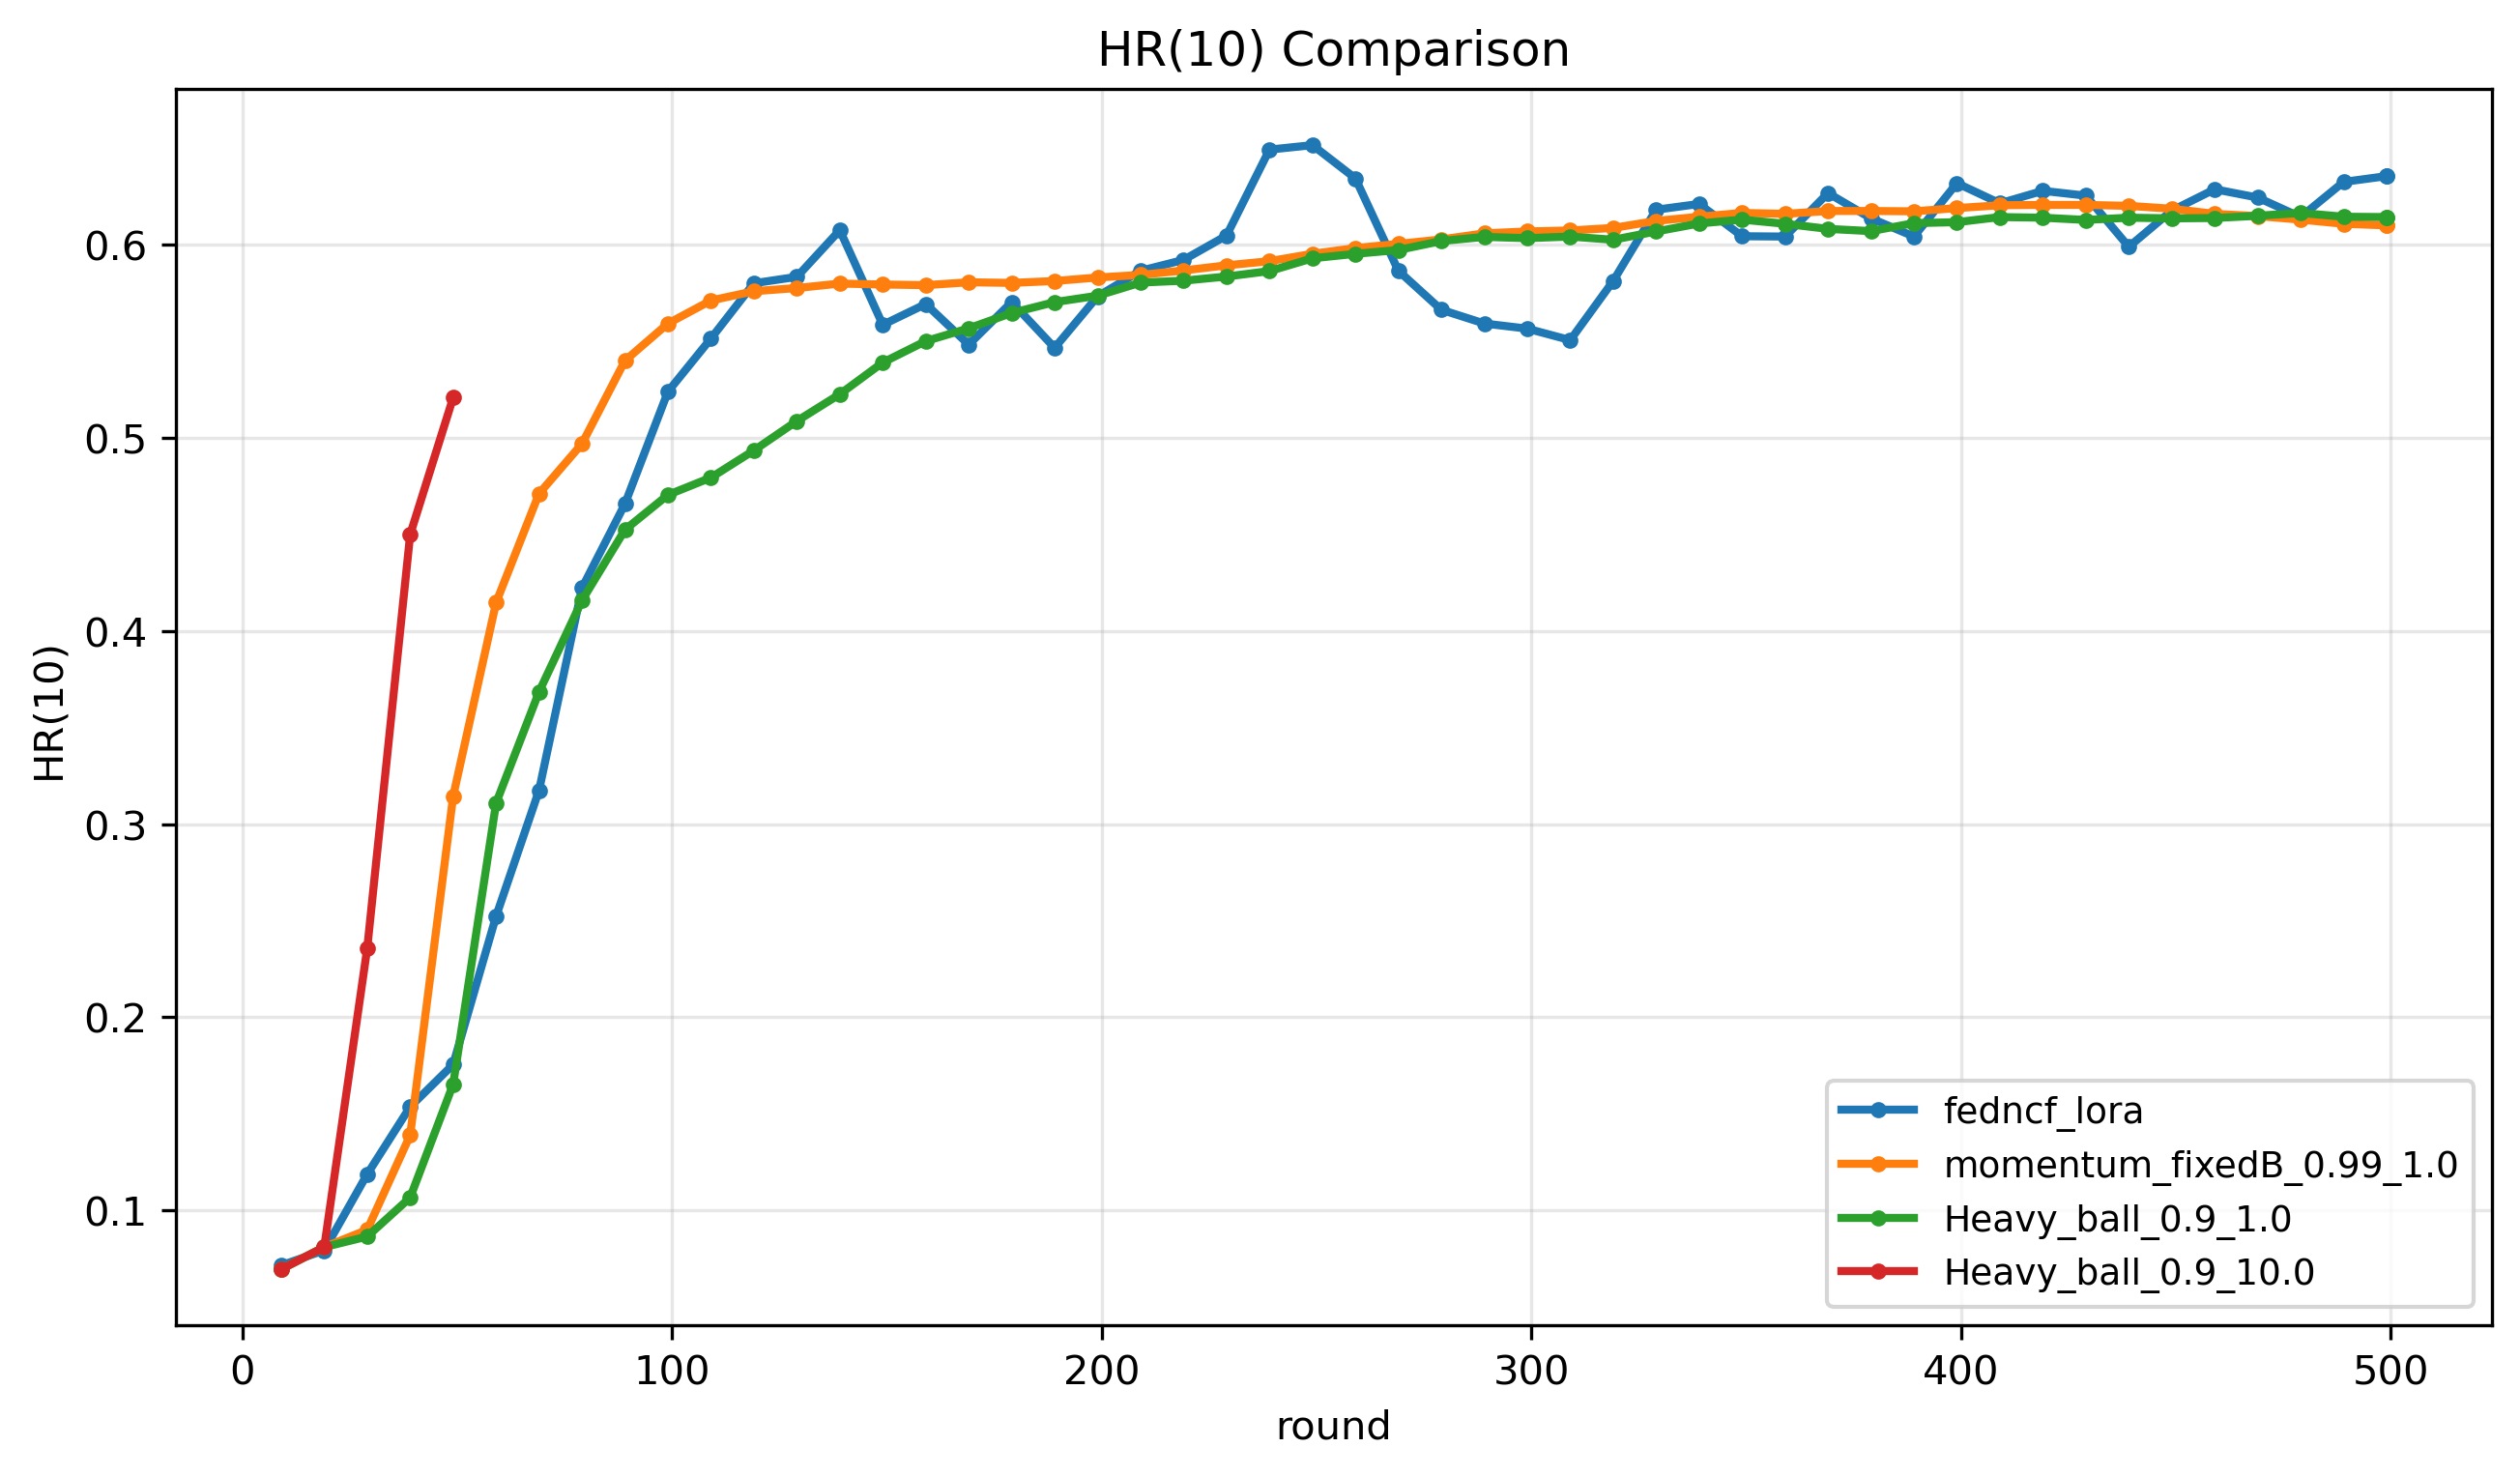 HR(10) Comparison
HR(10)
0.6
0.5
0.4
0.3
0.2
0.1
0 100 200 300 400 500
round
fedncf_lora
momentum_fixedB_0.99_1.0
Heavy_ball_0.9_1.0
Heavy_ball_0.9_10.0